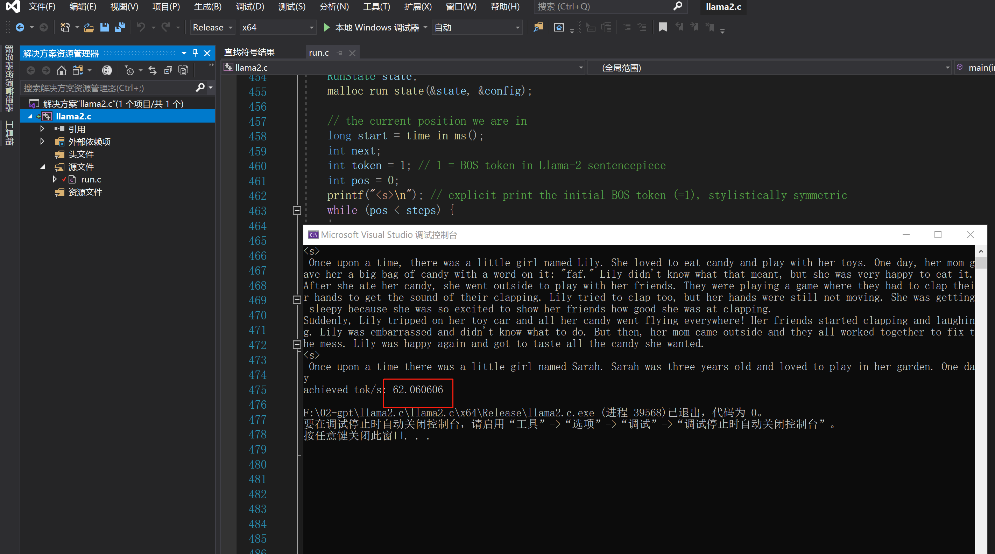 文件(F) 编辑(E) 视图(V) 项目(P) 生成(B) 调试(D) 测试(S) 分析(N) 工具(T) 扩展(X) 窗口(W) 帮助(H) 搜索 (Ctrl+Q) llama2.c
Release x64 本地 Windows 调试器 自动
解决方案资源管理器
搜索解决方案资源管理器(Ctrl+;)
解决方案"llama2.c"(1 个项目/共 1 个)
llama2.c
引用
外部依赖项
头文件
源文件
run.c
资源文件
工具箱
查找符号结果 run.c
llama2.c (全局范围) main(in
454 RunState state;
455 malloc_run_state(&state, &config);
456
457 // the current position we are in
458 long start = time_in_ms();
459 int next;
460 int token = 1; // 1 = BOS token in Llama-2 sentencepiece
461 int pos = 0;
462 printf("<s>\n"); // explicit print the initial BOS token (=1), stylistically symmetric
463 while (pos < steps) {
464
465
466
467
468
469
470
471
472
473
474
475
476
477
478
479
480
481
482
483
484
485
486
Microsoft Visual Studio 调试控制台
<s>
Once upon a time, there was a little girl named Lily. She loved to eat candy and play with her toys. One day, her mom g
ave her a big bag of candy with a word on it: "faf." Lily didn't know what that meant, but she was very happy to eat it.
After she ate her candy, she went outside to play with her friends. They were playing a game where they had to clap thei
r hands to get the sound of their clapping. Lily tried to clap too, but her hands were still not moving. She was getting
sleepy because she was so excited to show her friends how good she was at clapping.
Suddenly, Lily tripped on her toy car and all her candy went flying everywhere! Her friends started clapping and laughin
g. Lily was embarrassed and didn't know what to do. But then, her mom came outside and they all worked together to fix t
he mess. Lily was happy again and got to taste all the candy she wanted.
<s>
Once upon a time there was a little girl named Sarah. Sarah was three years old and loved to play in her garden. One da
y
achieved tok/s: 62.060606
F:\02-gpt\llama2.c\llama2.c\x64\Release\llama2.c.exe (进程 39568)已退出，代码为 0。
要在调试停止时自动关闭控制台，请启用“工具”->“选项”->“调试”->“调试停止时自动关闭控制台”。
按任意键关闭此窗口. . .